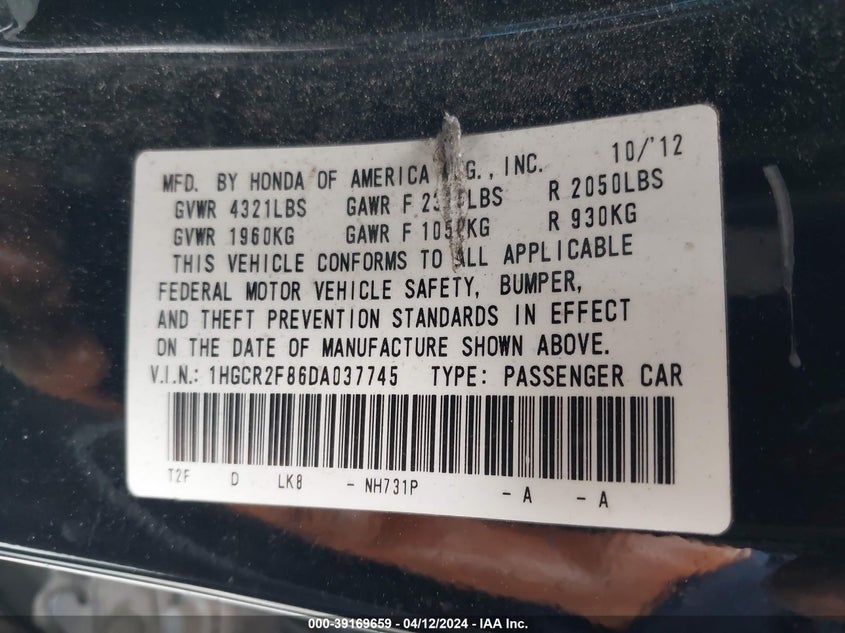 MFD. BY HONDA OF AMERICA INC. 10/'12
GVWR 4321LBS GAWR F R 2050LBS
GVWR 1960KG GAWR F R 930KG
THIS VEHICLE CONFORMS TO ALL APPLICABLE
FEDERAL MOTOR VEHICLE SAFETY, BUMPER,
AND THEFT PREVENTION STANDARDS IN EFFECT
ON THE DATE OF MANUFACTURE SHOWN ABOVE.
V.I.N.: 1HGCR2F86DA037745 TYPE: PASSENGER CAR
T2F D LK8 - NH731P - A - A
000-39169659 - 04/12/2024 - IAA Inc.